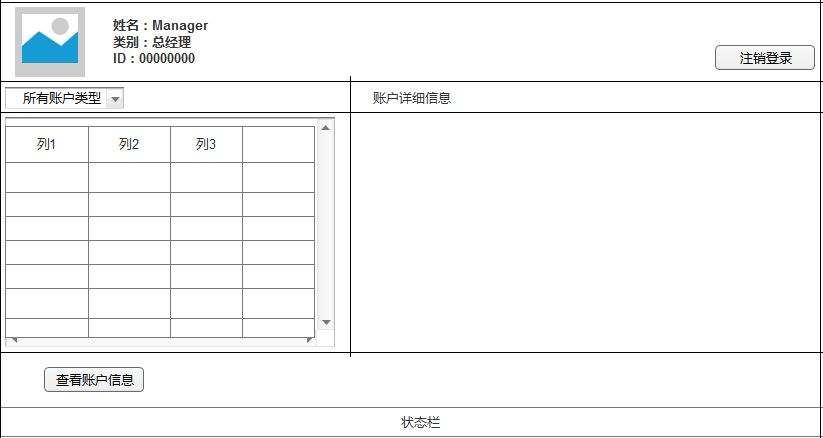 姓名：Manager
类别：总经理
ID：00000000
注销登录
所有账户类型
账户详细信息
列1 列2 列3
查看账户信息
状态栏